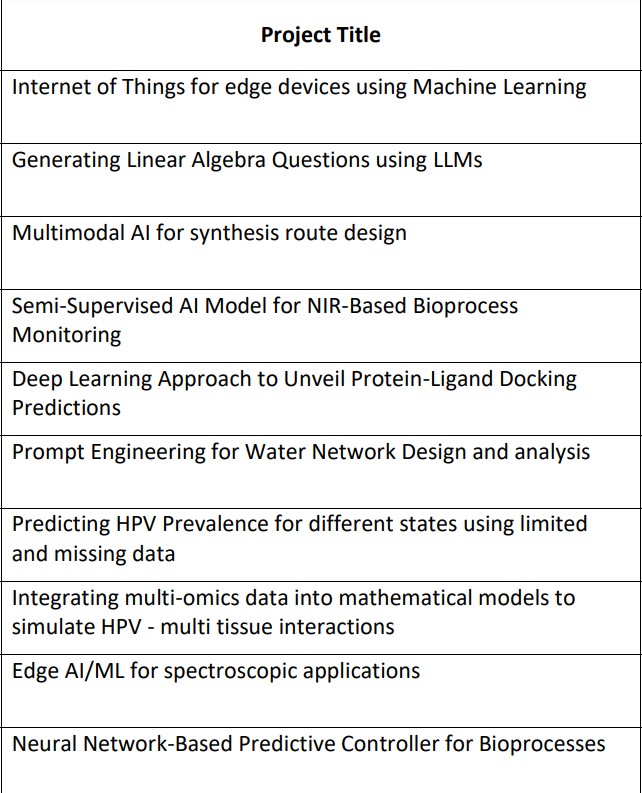 Project Title
Internet of Things for edge devices using Machine Learning
Generating Linear Algebra Questions using LLMs
Multimodal AI for synthesis route design
Semi-Supervised AI Model for NIR-Based Bioprocess
Monitoring
Deep Learning Approach to Unveil Protein-Ligand Docking
Predictions
Prompt Engineering for Water Network Design and analysis
Predicting HPV Prevalence for different states using limited
and missing data
Integrating multi-omics data into mathematical models to
simulate HPV - multi tissue interactions
Edge AI/ML for spectroscopic applications
Neural Network-Based Predictive Controller for Bioprocesses